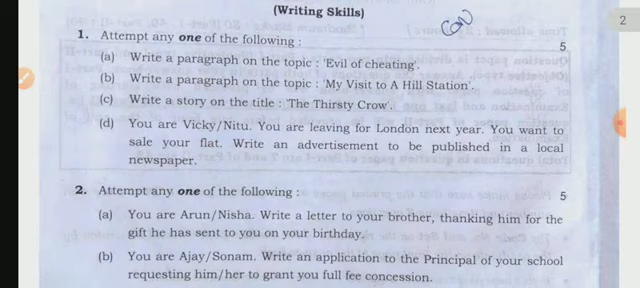 (Writing Skills)
con
2
1. Attempt any one of the following : 5
(a) Write a paragraph on the topic : 'Evil of cheating'.
(b) Write a paragraph on the topic : 'My Visit to A Hill Station'.
(c) Write a story on the title : 'The Thirsty Crow'.
(d) You are Vicky/Nitu. You are leaving for London next year. You want to
sale your flat. Write an advertisement to be published in a local
newspaper.
2. Attempt any one of the following : 5
(a) You are Arun/Nisha. Write a letter to your brother, thanking him for the
gift he has sent to you on your birthday.
(b) You are Ajay/Sonam. Write an application to the Principal of your school
requesting him/her to grant you full fee concession.